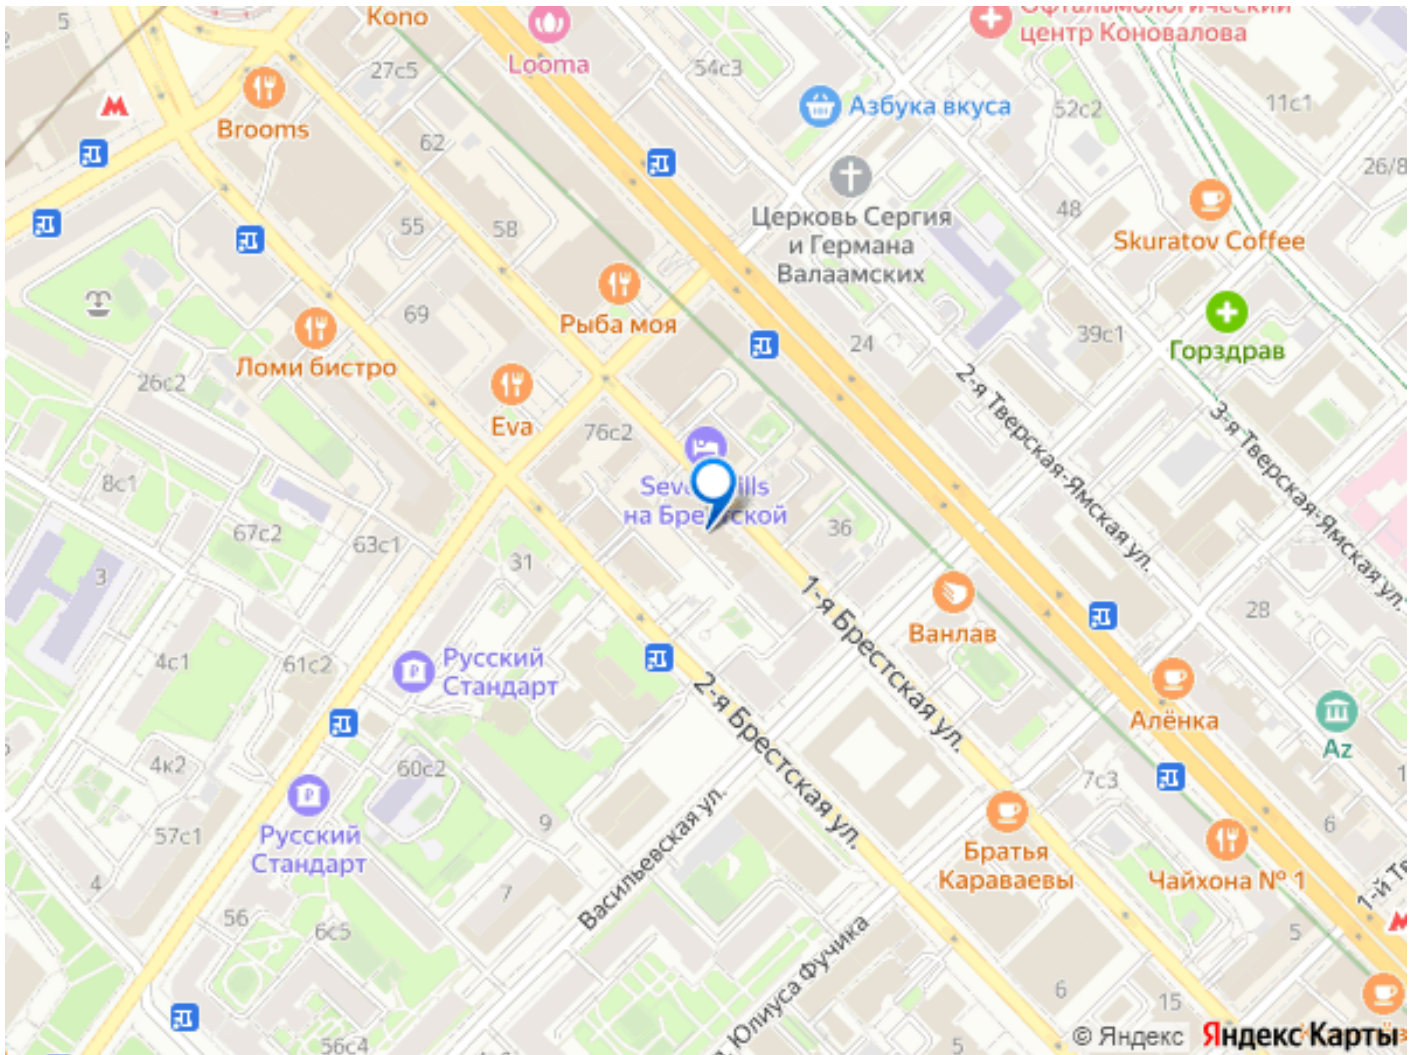 5
Kono
Looma
27с5
54с3
Офтальмологический
центр Коновалова
Азбука вкуса
52с2
11с1
Brooms
62
26/8
Церковь Сергия
и Германа
Валаамских
48
Skuratov Coffee
55
58
69
Рыба моя
24
39с1
Горздрав
Ломи бистро
26с2
Eva
76с2
2-я Тверская-Ямская ул.
3-я Тверская-Ямская ул.
8с1
67с2
63с1
на Брестской
36
31
3
1-я Брестская ул.
Ванлав
28
4с1
61с2
Русский
Стандарт
2-я Брестская ул.
Алёнка
Az
4к2
60с2
7с3
Русский
Стандарт
57с1
9
Васильевская ул.
Братья
Караваевы
Чайхона № 1
6
4
7
56
6с5
5
Юлиуса Фучика
6
15
56с4
5
© Яндекс Яндекс Карты